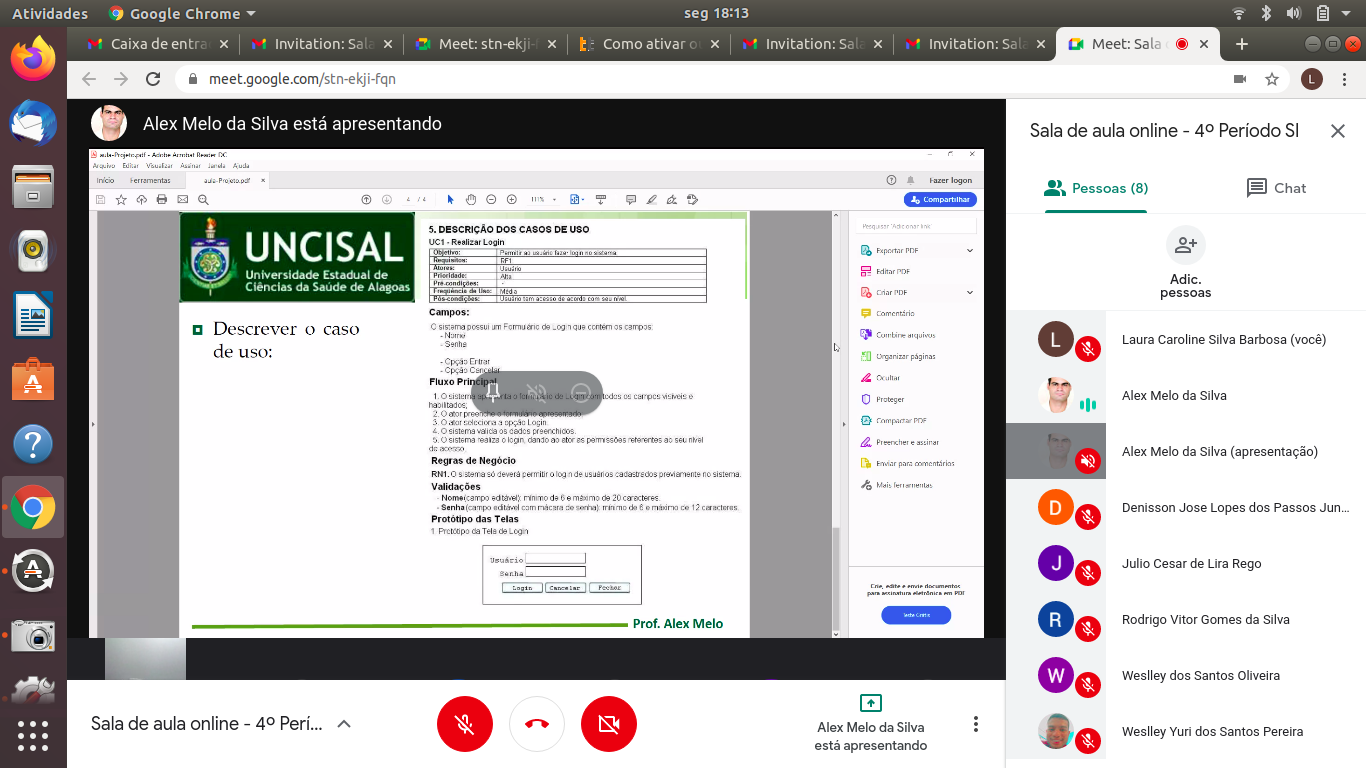 Atividades
Google Chrome
seg 18:13
Caixa de entra
Invitation: Sala
Meet: stn-ekji-f
Como ativar o
Invitation: Sala
Invitation: Sala
Meet: Sala
meet.google.com/stn-ekji-fqn
L
Alex Melo da Silva está apresentando
aula-Projeto.pdf - Adobe Acrobat Reader DC
Arquivo Editar Visualizar Assinar Janela Ajuda
Início Ferramentas aula-Projeto.pdf
Fazer logon
4 / 4
111%
Compartilhar
UNCISAL
Universidade Estadual de
Ciências da Saúde de Alagoas
Descrever o caso
de uso:
5. DESCRIÇÃO DOS CASOS DE USO
UC1 - Realizar Login
Objetivo: Permitir ao usuário fazer login no sistema.
Requisitos: RF1
Atores: Usuário
Prioridade: Alta
Pré-condições: -
Frequência de Uso: Média
Pós-condições: Usuário tem acesso de acordo com seu nível.
Campos:
O sistema possui um Formulário de Login que contém os campos:
- Nome
- Senha
- Opção Entrar
- Opção Cancelar
Fluxo Principal
1. O sistema apresenta o formulário de Login com todos os campos visíveis e
habilitados;
2. O ator preenche o formulário apresentado.
3. O ator seleciona a opção Login.
4. O sistema valida os dados preenchidos.
5. O sistema realiza o login, dando ao ator as permissões referentes ao seu nível
de acesso.
Regras de Negócio
RN1. O sistema só deverá permitir o login de usuários cadastrados previamente no sistema.
Validações
- Nome (campo editável): mínimo de 6 e máximo de 20 caracteres.
- Senha (campo editável com mácara de senha): mínimo de 6 e máximo de 12 caracteres.
Protótipo das Telas
1. Protótipo da Tela de Login
Usuário
Senha
Login Cancelar Fechar
Prof. Alex Melo
Pesquisar 'Adicionar link'
Exportar PDF
Editar PDF
Criar PDF
Comentário
Combine arquivos
Organizar páginas
Ocultar
Proteger
Compactar PDF
Preencher e assinar
Enviar para comentários
Mais ferramentas
Crie, edite e envie documentos
para assinatura eletrônica em PDF
Teste Grátis
Sala de aula online - 4º Perí...
Alex Melo da Silva
está apresentando
Sala de aula online - 4º Período SI
Pessoas (8)
Chat
Adic.
pessoas
L
Laura Caroline Silva Barbosa (você)
Alex Melo da Silva
Alex Melo da Silva (apresentação)
D
Denisson Jose Lopes dos Passos Jun...
J
Julio Cesar de Lira Rego
R
Rodrigo Vitor Gomes da Silva
W
Weslley dos Santos Oliveira
Weslley Yuri dos Santos Pereira